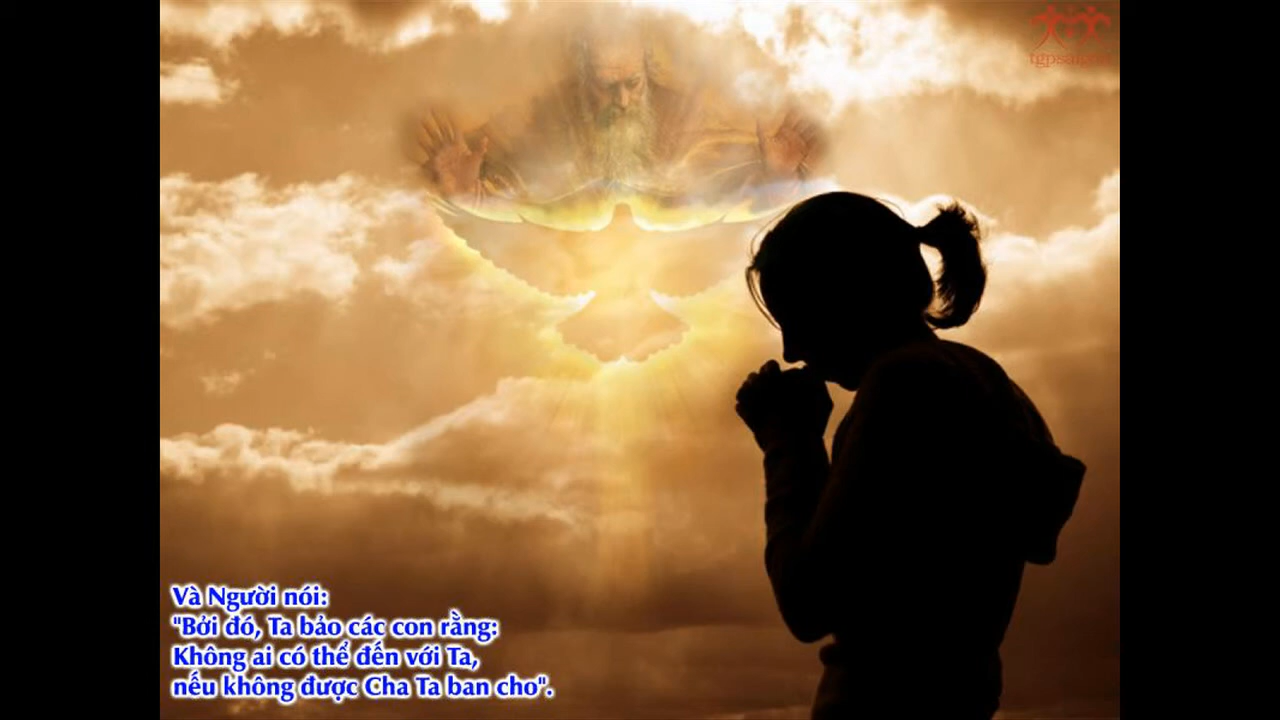 Và Người nói:
"Bởi đó, Ta bảo các con rằng:
Không ai có thể đến với Ta,
nếu không được Cha Ta ban cho".